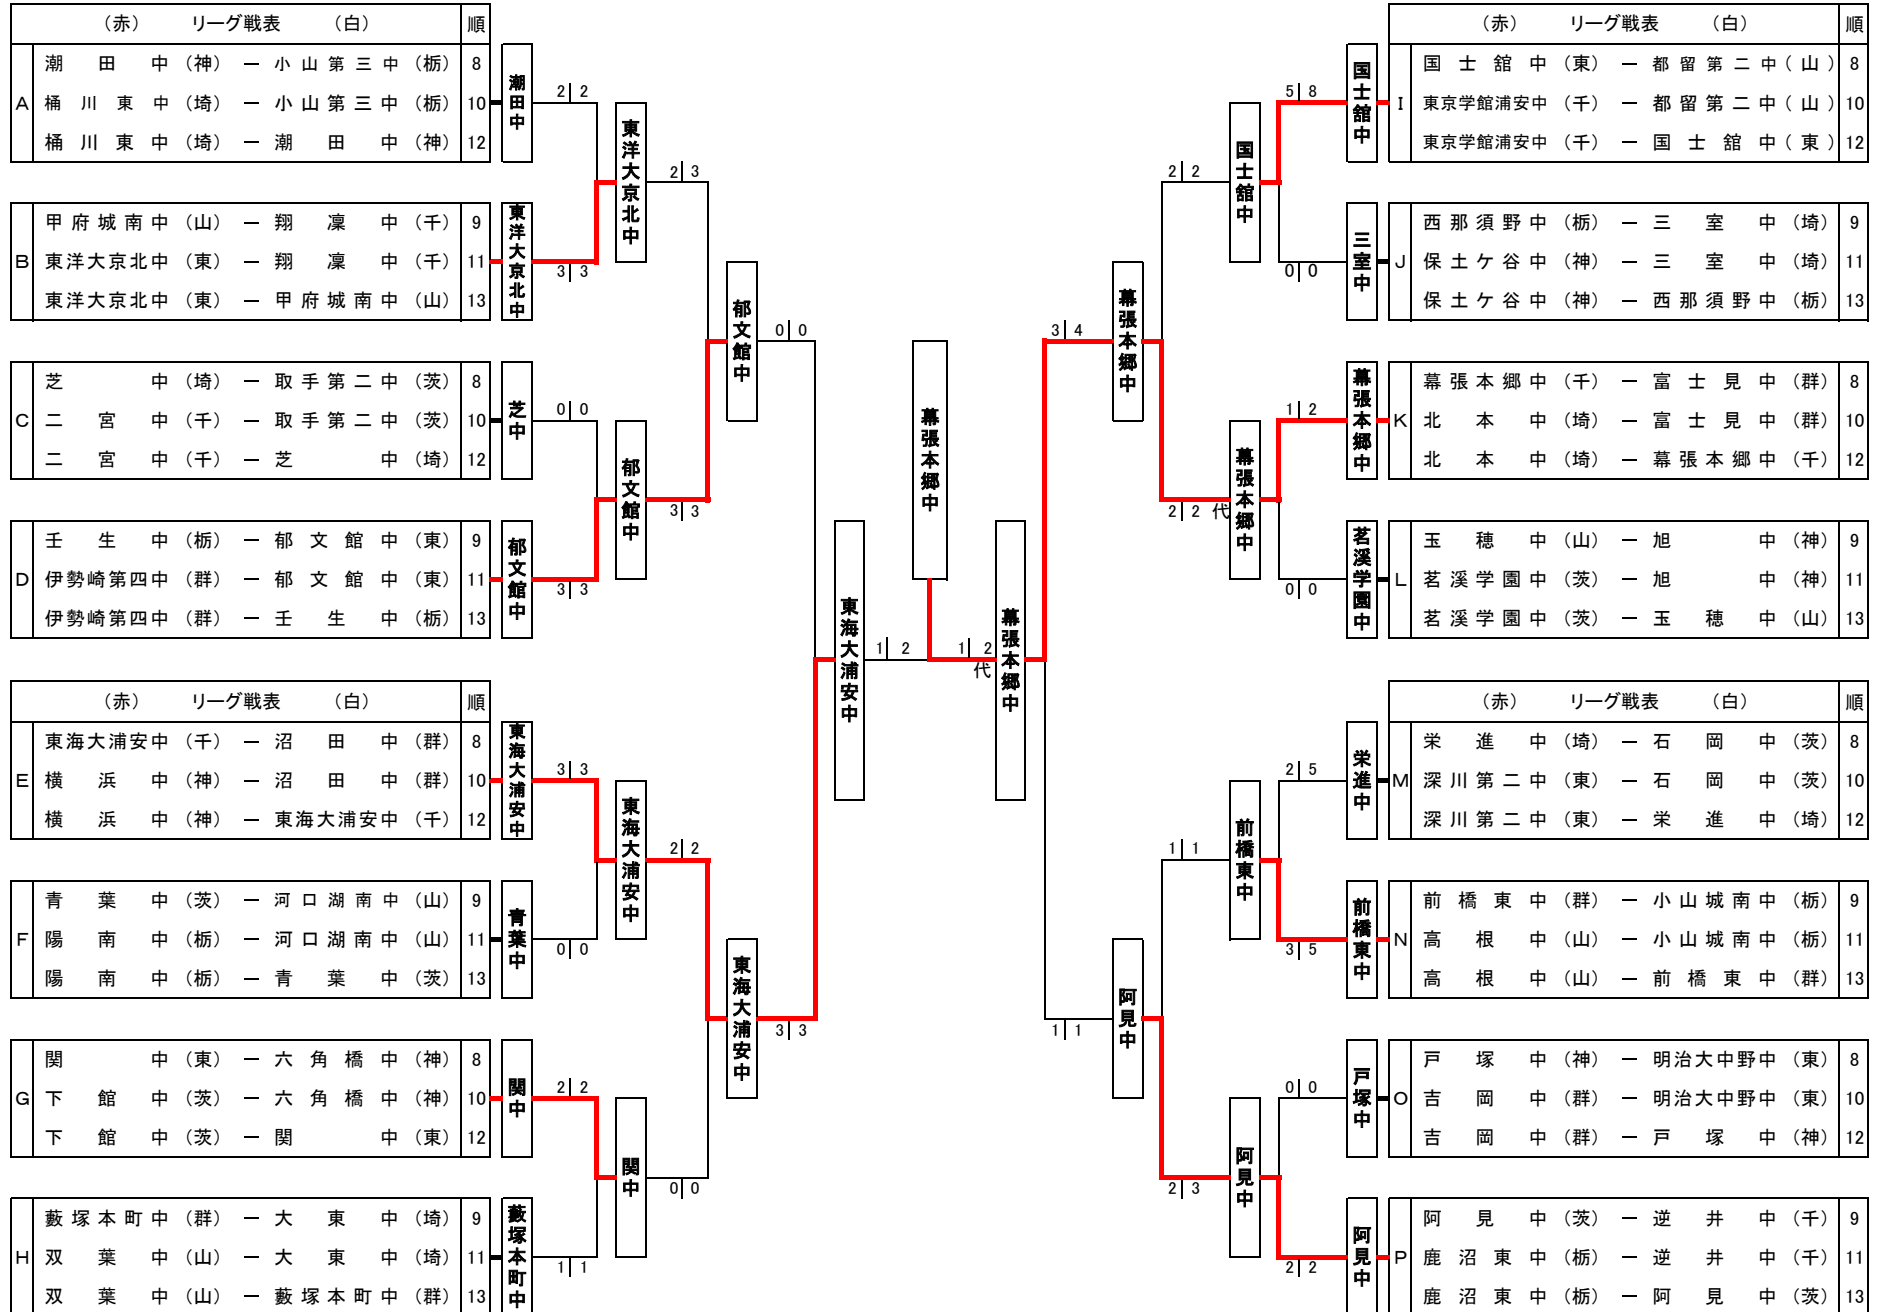 （赤） リーグ戦表 （白） 順
A
潮田中（神） － 小山第三中（栃） 8
桶川東中（埼） － 小山第三中（栃） 10
桶川東中（埼） － 潮田中（神） 12
B
甲府城南中（山） － 翔凜中（千） 9
東洋大京北中（東） － 翔凜中（千） 11
東洋大京北中（東） － 甲府城南中（山） 13
C
芝中（埼） － 取手第二中（茨） 8
二宮中（千） － 取手第二中（茨） 10
二宮中（千） － 芝中（埼） 12
D
壬生中（栃） － 郁文館中（東） 9
伊勢崎第四中（群） － 郁文館中（東） 11
伊勢崎第四中（群） － 壬生中（栃） 13
（赤） リーグ戦表 （白） 順
E
東海大浦安中（千） － 沼田中（群） 8
横浜中（神） － 沼田中（群） 10
横浜中（神） － 東海大浦安中（千） 12
F
青葉中（茨） － 河口湖南中（山） 9
陽南中（栃） － 河口湖南中（山） 11
陽南中（栃） － 青葉中（茨） 13
G
関中（東） － 六角橋中（神） 8
下館中（茨） － 六角橋中（神） 10
下館中（茨） － 関中（東） 12
H
藪塚本町中（群） － 大東中（埼） 9
双葉中（山） － 大東中（埼） 11
双葉中（山） － 藪塚本町中（群） 13
潮田中
2 2
東洋大京北中
3 3
芝中
0 0
郁文館中
3 3
東海大浦安中
3 3
青葉中
0 0
関中
2 2
藪塚本町中
1 1
東洋大京北中
2 3
郁文館中
3 3
東海大浦安中
2 2
関中
0 0
郁文館中
0 0
東海大浦安中
3 3
東海大浦安中
1 2
幕張本郷中
1 2
代
幕張本郷中
3 4
幕張本郷中
1 1
阿見中
2 2
国士舘中
2 2 代
幕張本郷中
1 1
前橋東中
2 3
阿見中
5 8
国士舘中
0 0
三室中
1 2
幕張本郷中
0 0
茗溪学園中
2 5
栄進中
3 5
前橋東中
0 0
戸塚中
2 2
阿見中
（赤） リーグ戦表 （白） 順
I
国士舘中（東） － 都留第二中（山） 8
東京学館浦安中（千） － 都留第二中（山） 10
東京学館浦安中（千） － 国士舘中（東） 12
J
西那須野中（栃） － 三室中（埼） 9
保土ケ谷中（神） － 三室中（埼） 11
保土ケ谷中（神） － 西那須野中（栃） 13
K
幕張本郷中（千） － 富士見中（群） 8
北本中（埼） － 富士見中（群） 10
北本中（埼） － 幕張本郷中（千） 12
L
玉穂中（山） － 旭中（神） 9
茗溪学園中（茨） － 旭中（神） 11
茗溪学園中（茨） － 玉穂中（山） 13
（赤） リーグ戦表 （白） 順
M
栄進中（埼） － 石岡中（茨） 8
深川第二中（東） － 石岡中（茨） 10
深川第二中（東） － 栄進中（埼） 12
N
前橋東中（群） － 小山城南中（栃） 9
高根中（山） － 小山城南中（栃） 11
高根中（山） － 前橋東中（群） 13
O
戸塚中（神） － 明治大中野中（東） 8
吉岡中（群） － 明治大中野中（東） 10
吉岡中（群） － 戸塚中（神） 12
P
阿見中（茨） － 逆井中（千） 9
鹿沼東中（栃） － 逆井中（千） 11
鹿沼東中（栃） － 阿見中（茨） 13